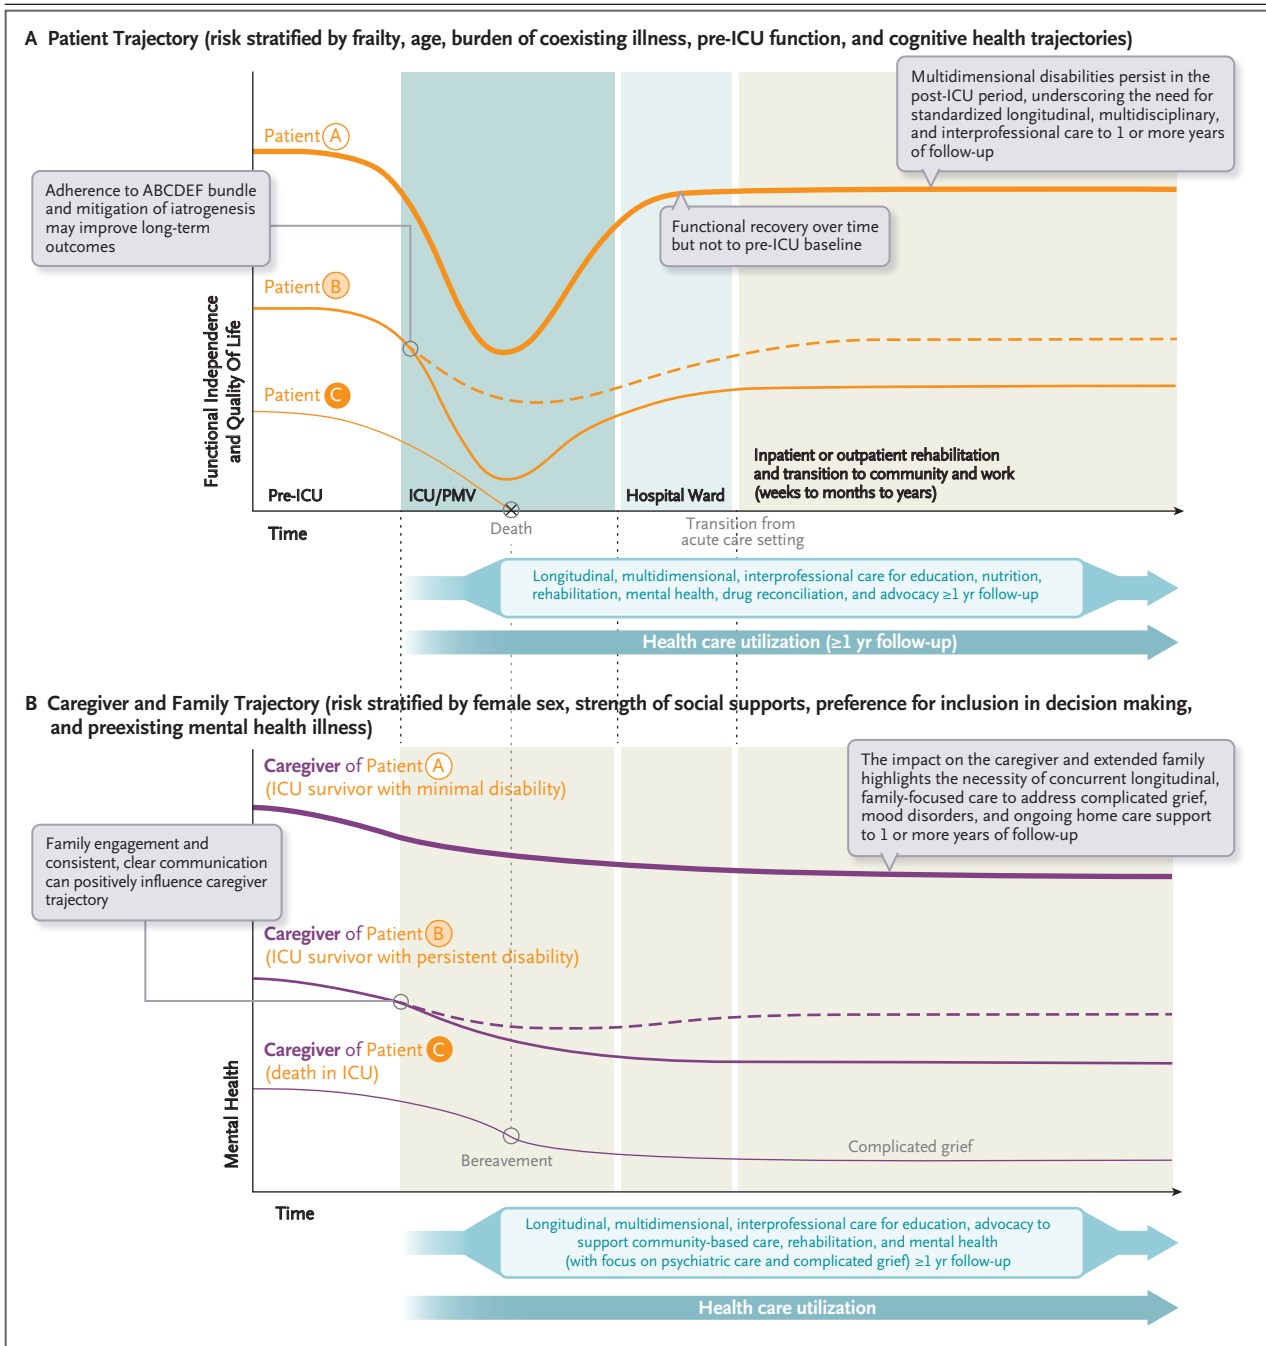 A Patient Trajectory (risk stratified by frailty, age, burden of coexisting illness, pre-ICU function, and cognitive health trajectories)
Multidimensional disabilities persist in the
post-ICU period, underscoring the need for
standardized longitudinal, multidisciplinary,
and interprofessional care to 1 or more years
of follow-up
Patient A
Adherence to ABCDEF bundle
and mitigation of iatrogenesis
may improve long-term
outcomes
Functional recovery over time
but not to pre-ICU baseline
Patient B
Patient C
Functional Independence
and Quality Of Life
Inpatient or outpatient rehabilitation
and transition to community and work
(weeks to months to years)
Pre-ICU
ICU/PMV
Hospital Ward
Time
Death
Transition from
acute care setting
Longitudinal, multidimensional, interprofessional care for education, nutrition,
rehabilitation, mental health, drug reconciliation, and advocacy ≥1 yr follow-up
Health care utilization (≥1 yr follow-up)
B Caregiver and Family Trajectory (risk stratified by female sex, strength of social supports, preference for inclusion in decision making,
and preexisting mental health illness)
Caregiver of Patient A
(ICU survivor with minimal disability)
The impact on the caregiver and extended family
highlights the necessity of concurrent longitudinal,
family-focused care to address complicated grief,
mood disorders, and ongoing home care support
to 1 or more years of follow-up
Family engagement and
consistent, clear communication
can positively influence caregiver
trajectory
Caregiver of Patient B
(ICU survivor with persistent disability)
Caregiver of Patient C
(death in ICU)
Mental Health
Bereavement
Complicated grief
Time
Longitudinal, multidimensional, interprofessional care for education, advocacy to
support community-based care, rehabilitation, and mental health
(with focus on psychiatric care and complicated grief) ≥1 yr follow-up
Health care utilization